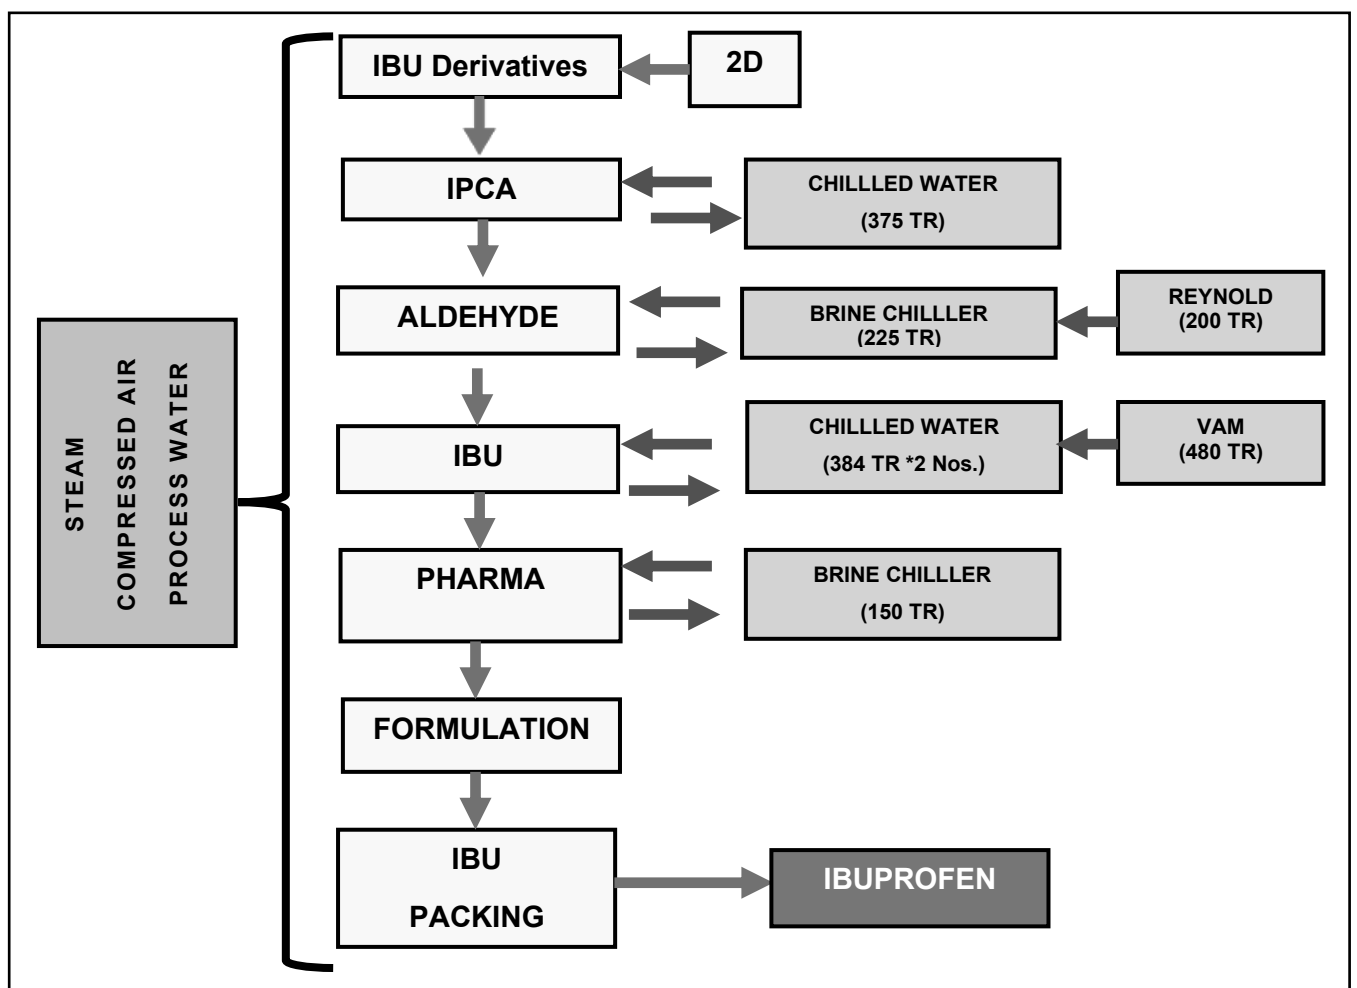 IBU Derivatives
2D
IPCA
CHILLLED WATER
(375 TR)
ALDEHYDE
BRINE CHILLLER
(225 TR)
REYNOLD
(200 TR)
STEAM
COMPRESSED AIR
PROCESS WATER
IBU
CHILLLED WATER
(384 TR *2 Nos.)
VAM
(480 TR)
PHARMA
BRINE CHILLLER
(150 TR)
FORMULATION
IBU
PACKING
IBUPROFEN